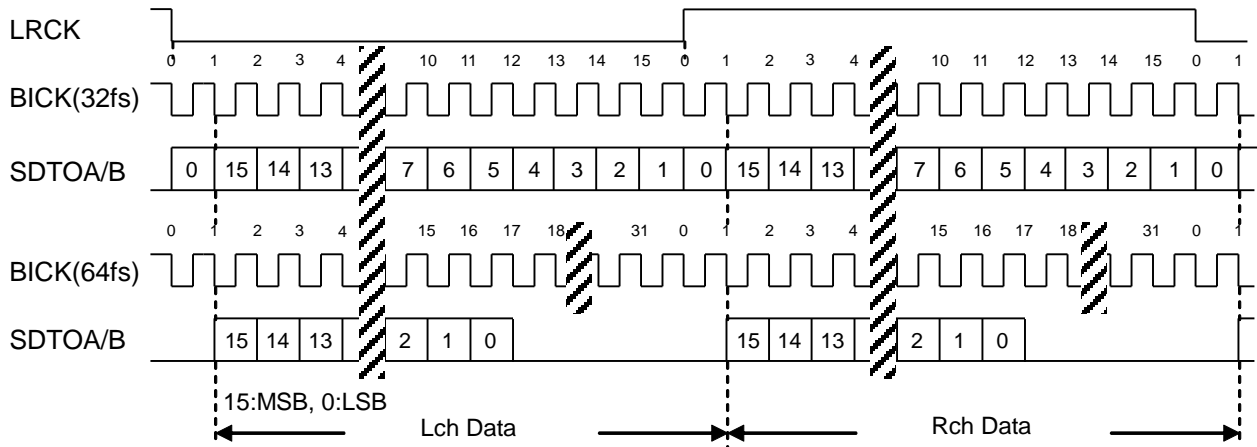 LRCK
0 1 2 3 4 10 11 12 13 14 15 0 1 2 3 4 10 11 12 13 14 15 0 1
BICK(32fs)
SDTOA/B 0 15 14 13 7 6 5 4 3 2 1 0 15 14 13 7 6 5 4 3 2 1 0
0 1 2 3 4 15 16 17 18 31 0 1 2 3 4 15 16 17 18 31 0 1
BICK(64fs)
SDTOA/B 15 14 13 2 1 0 15 14 13 2 1 0
15:MSB, 0:LSB
Lch Data Rch Data